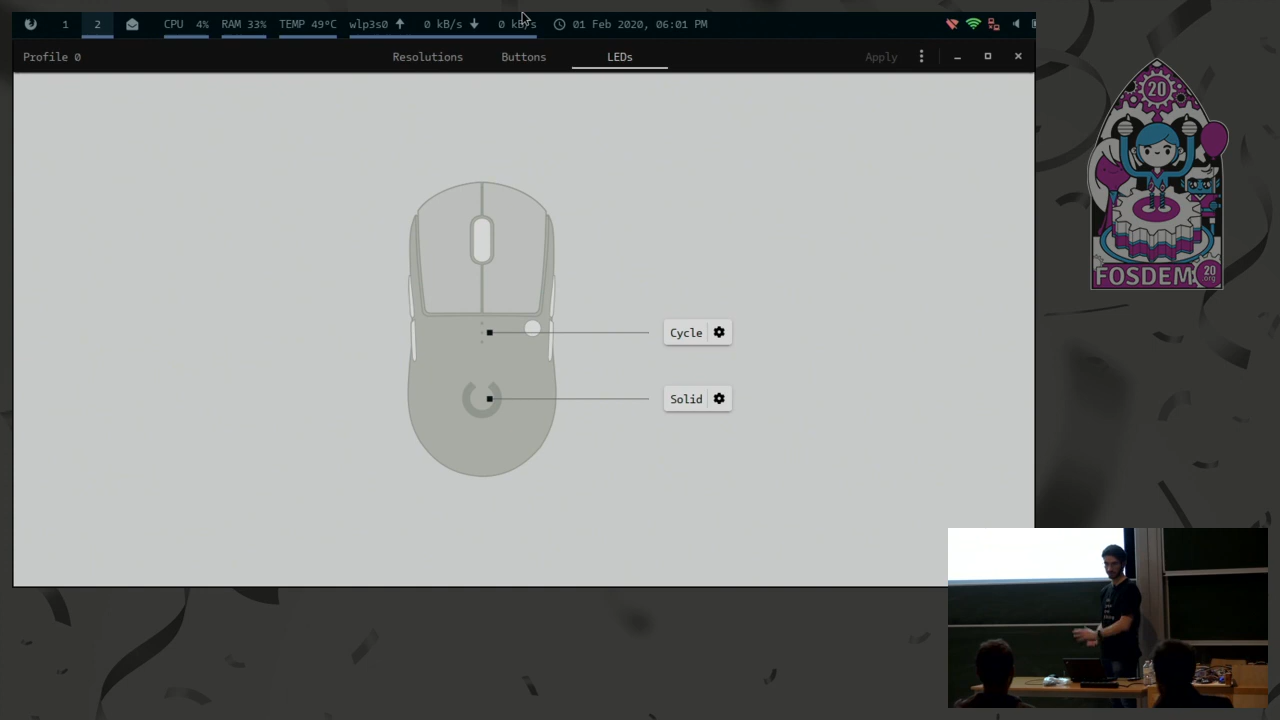 1 2 CPU 4% RAM 33% TEMP 49°C wlp3s0 0 kB/s 0 kB/s 01 Feb 2020, 06:01 PM
Profile 0 Resolutions Buttons LEDs Apply
20
Cycle
Solid
FOSDEM 20 .org